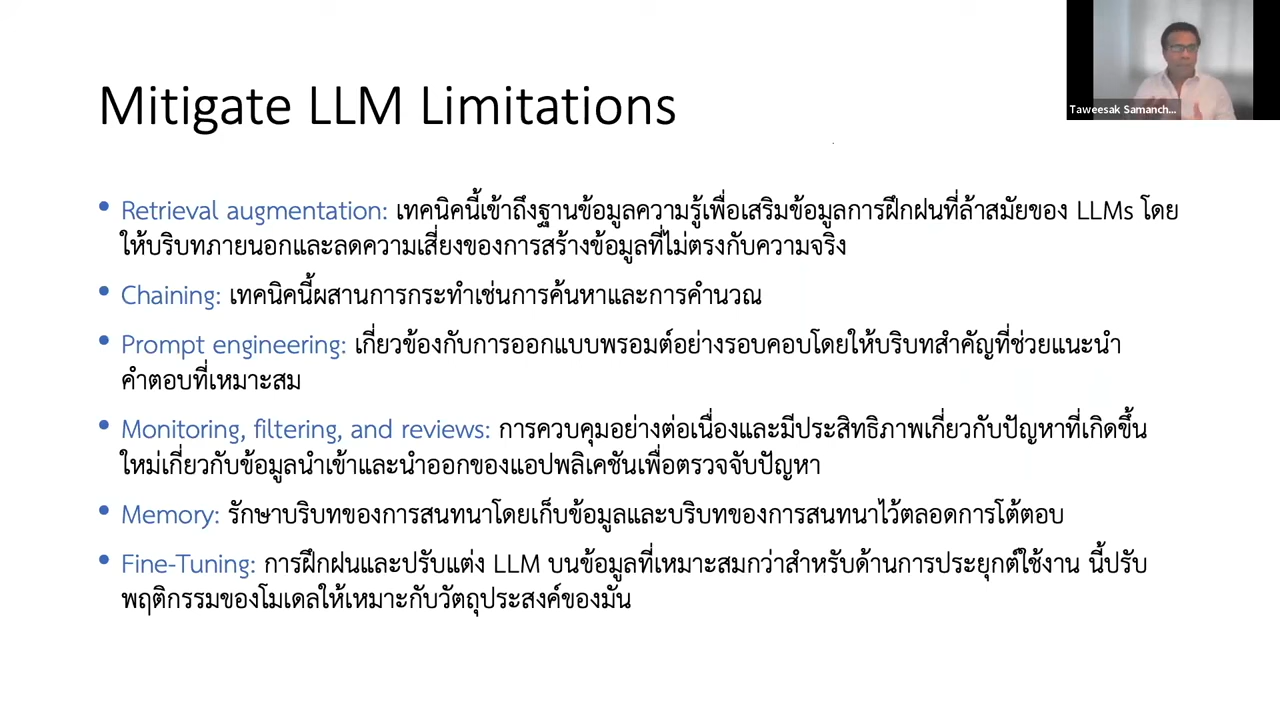 Taweesak Samanch...
Mitigate LLM Limitations
• Retrieval augmentation: เทคนิคนี้เข้าถึงฐานข้อมูลความรู้เพื่อเสริมข้อมูลการฝึกฝนที่ล้าสมัยของ LLMs โดย
ให้บริบทภายนอกและลดความเสี่ยงของการสร้างข้อมูลที่ไม่ตรงกับความจริง
• Chaining: เทคนิคนี้ผสานการกระทำเช่นการค้นหาและการคำนวณ
• Prompt engineering: เกี่ยวข้องกับการออกแบบพรอมต์อย่างรอบคอบโดยให้บริบทสำคัญที่ช่วยแนะนำ
คำตอบที่เหมาะสม
• Monitoring, filtering, and reviews: การควบคุมอย่างต่อเนื่องและมีประสิทธิภาพเกี่ยวกับปัญหาที่เกิดขึ้น
ใหม่เกี่ยวกับข้อมูลนำเข้าและนำออกของแอปพลิเคชันเพื่อตรวจจับปัญหา
• Memory: รักษาบริบทของการสนทนาโดยเก็บข้อมูลและบริบทของการสนทนาไว้ตลอดการโต้ตอบ
• Fine-Tuning: การฝึกฝนและปรับแต่ง LLM บนข้อมูลที่เหมาะสมกว่าสำหรับด้านการประยุกต์ใช้งาน นี้ปรับ
พฤติกรรมของโมเดลให้เหมาะกับวัตถุประสงค์ของมัน